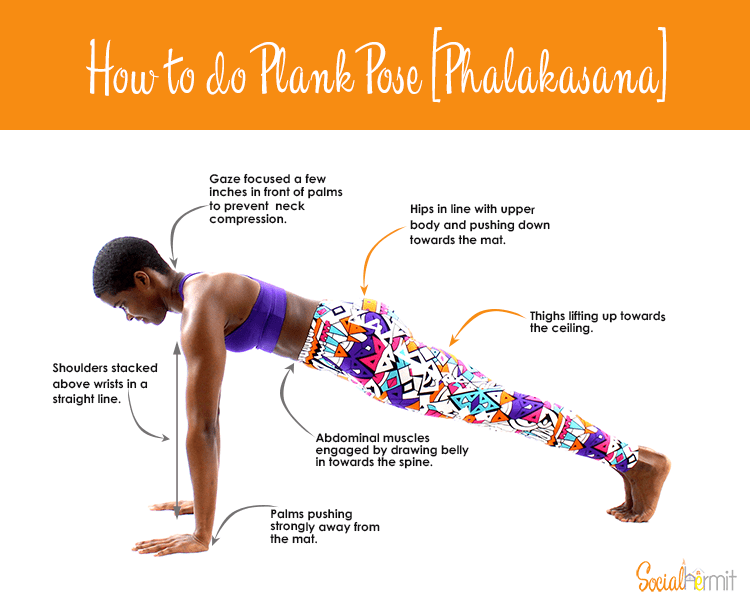 How to do Plank Pose [Phalakasana]
Gaze focused a few
inches in front of palms
to prevent neck
compression.
Hips in line with upper
body and pushing down
towards the mat.
Thighs lifting up towards
the ceiling.
Shoulders stacked
above wrists in a
straight line.
Abdominal muscles
engaged by drawing belly
in towards the spine.
Palms pushing
strongly away from
the mat.
SocialHermit